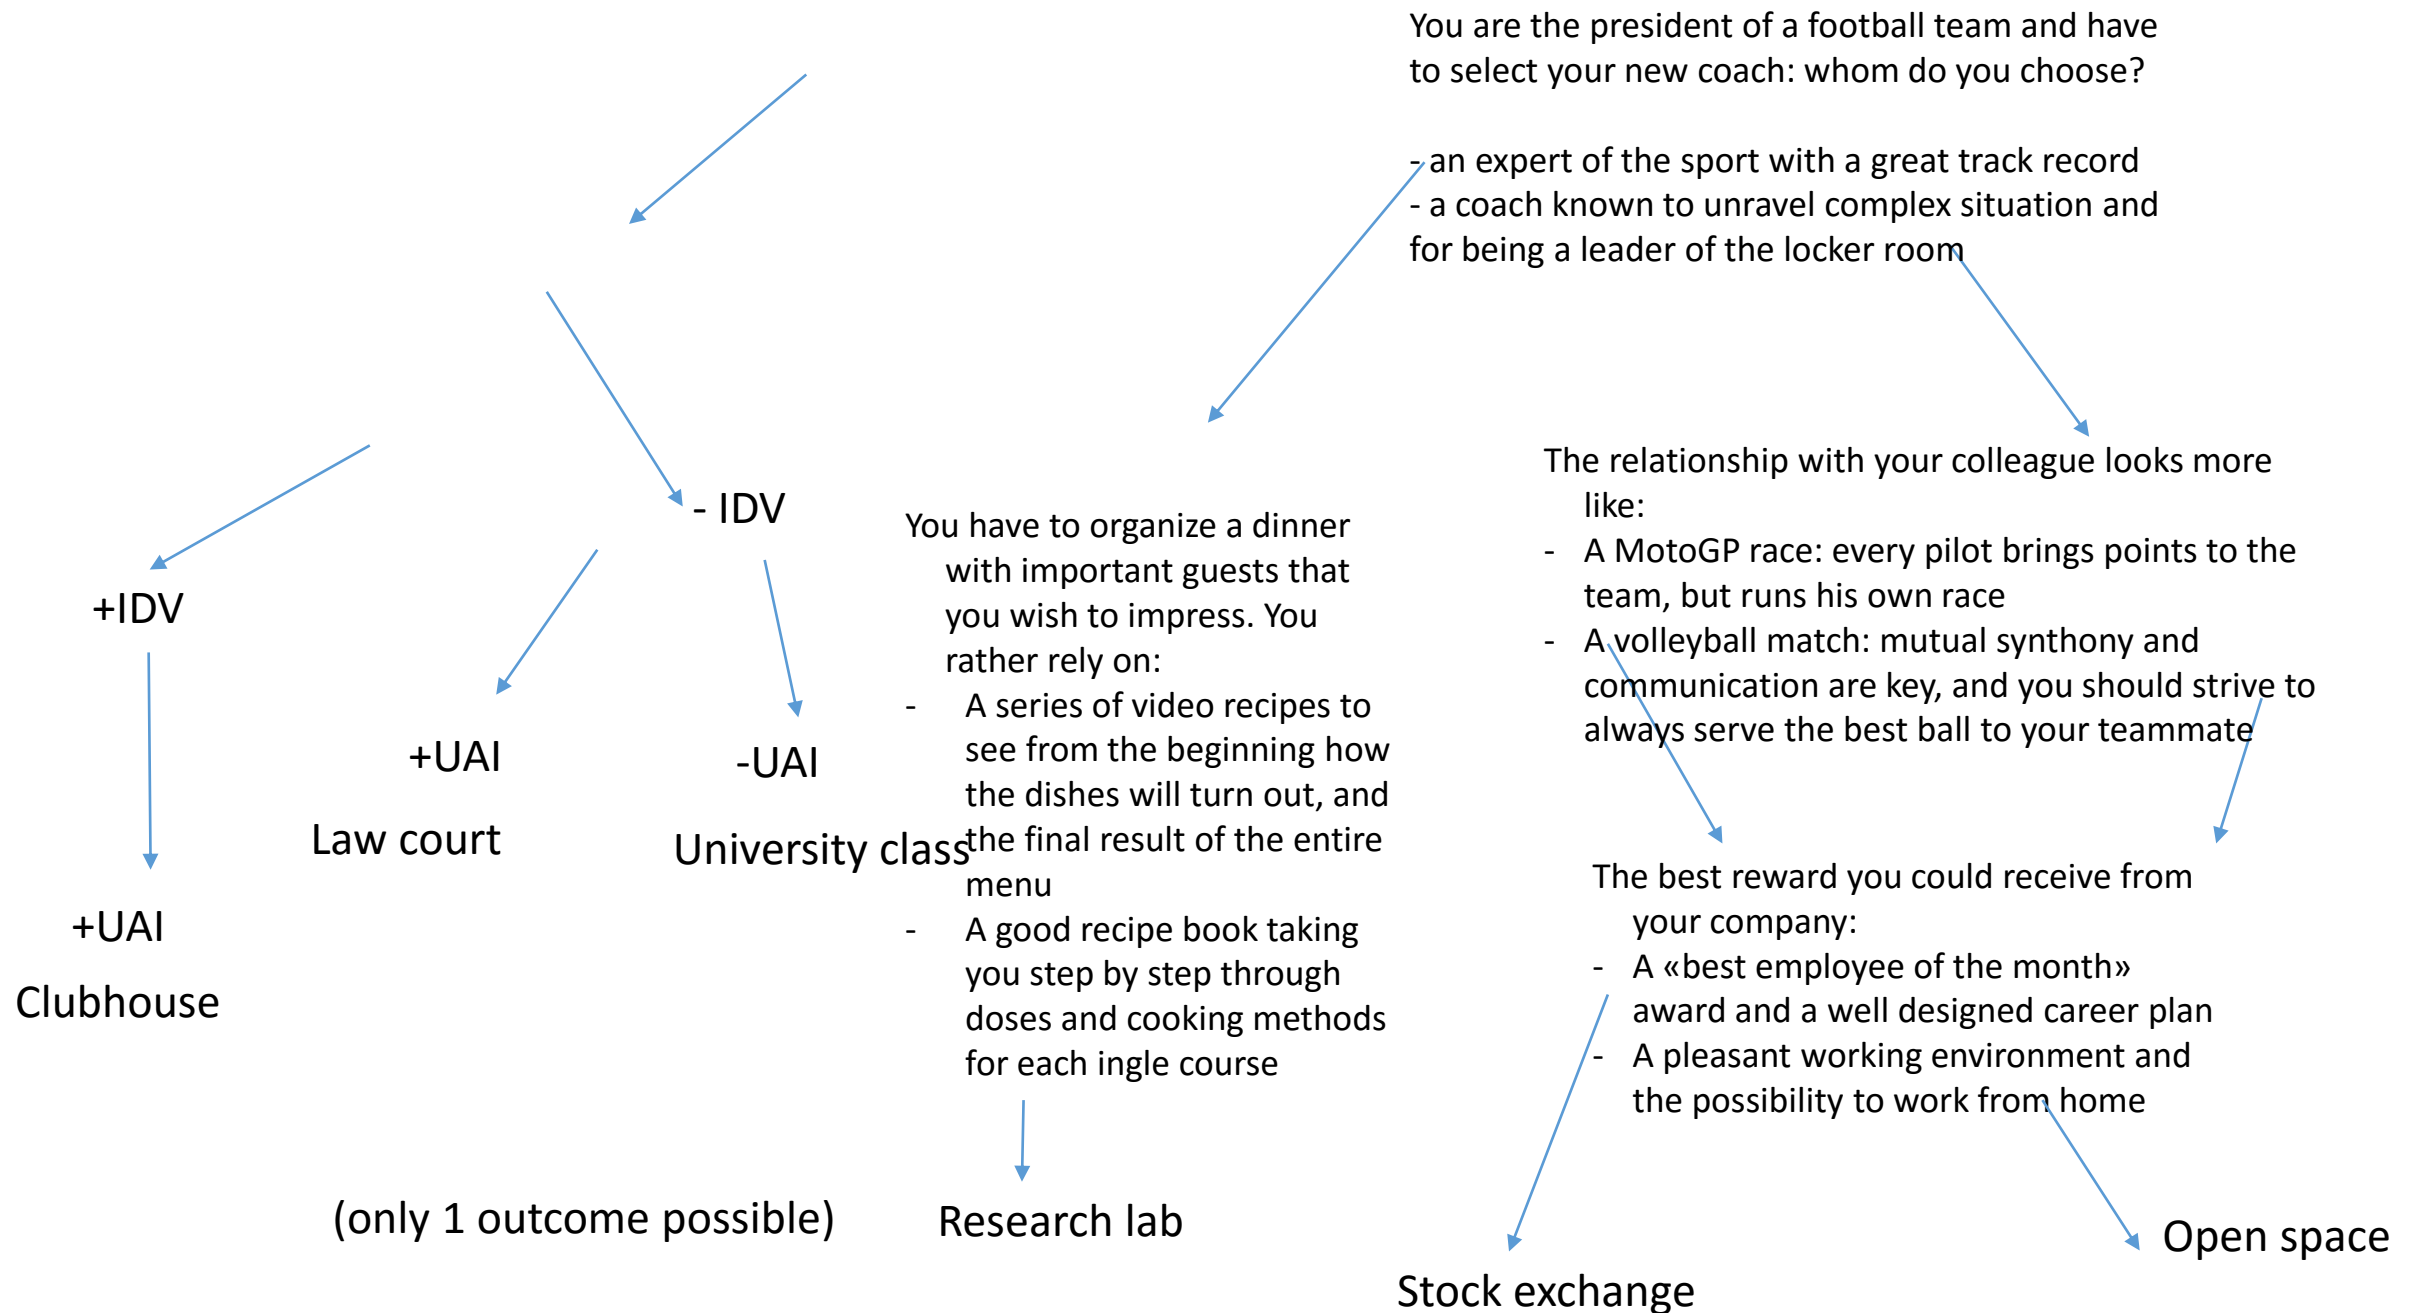 You are the president of a football team and have
to select your new coach: whom do you choose?
- an expert of the sport with a great track record
- a coach known to unravel complex situation and
for being a leader of the locker room
The relationship with your colleague looks more
like:
- A MotoGP race: every pilot brings points to the
team, but runs his own race
- A volleyball match: mutual synthony and
communication are key, and you should strive to
always serve the best ball to your teammate
- IDV
+IDV
+UAI
-UAI
Law court
University class
+UAI
Clubhouse
You have to organize a dinner
with important guests that
you wish to impress. You
rather rely on:
- A series of video recipes to
see from the beginning how
the dishes will turn out, and
the final result of the entire
menu
- A good recipe book taking
you step by step through
doses and cooking methods
for each ingle course
The best reward you could receive from
your company:
- A «best employee of the month»
award and a well designed career plan
- A pleasant working environment and
the possibility to work from home
(only 1 outcome possible)
Research lab
Stock exchange
Open space